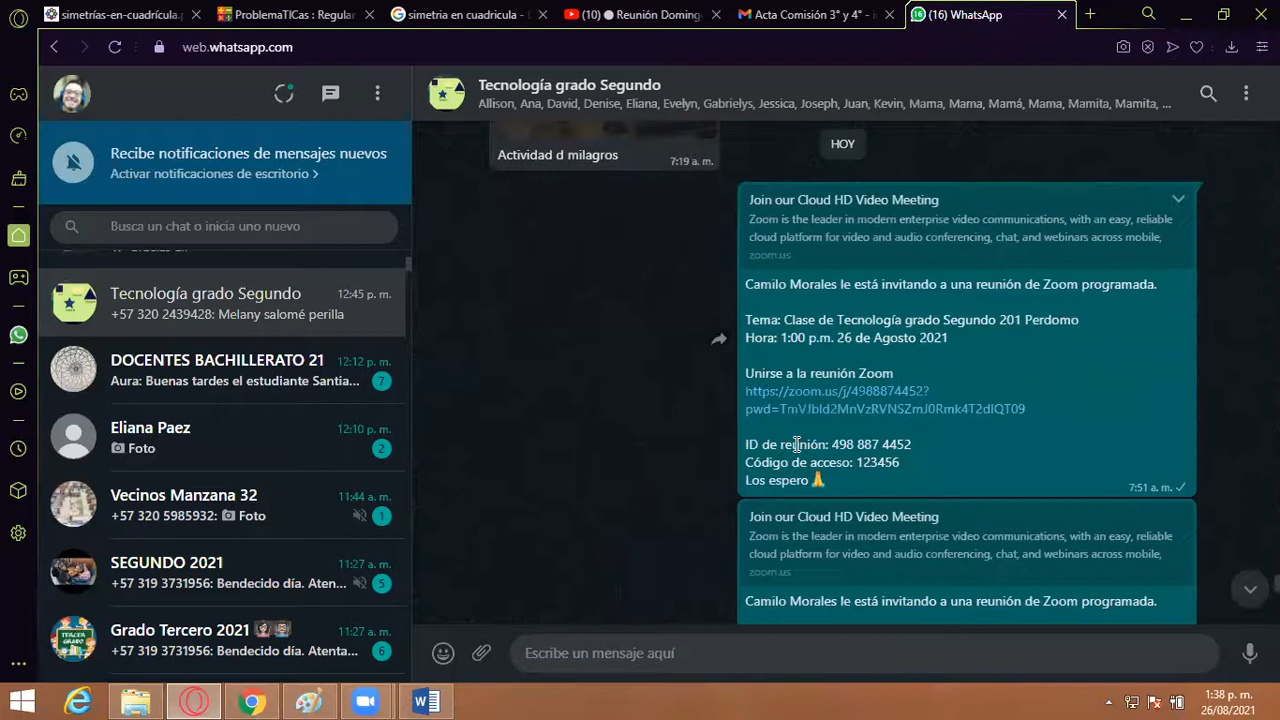 simetrías-en-cuadrícula.p
ProblemaTICas : Regular
simetria en cuadricula -
(10) Reunión Doming
Acta Comisión 3° y 4° - i
(16) WhatsApp
web.whatsapp.com
Recibe notificaciones de mensajes nuevos
Activar notificaciones de escritorio >
Busca un chat o inicia uno nuevo
Tecnología grado Segundo
12:45 p. m.
+57 320 2439428: Melany salomé perilla
DOCENTES BACHILLERATO 21
12:12 p. m.
Aura: Buenas tardes el estudiante Santia...
7
Eliana Paez
12:10 p. m.
Foto
2
Vecinos Manzana 32
11:44 a. m.
+57 320 5985932: Foto
1
SEGUNDO 2021
11:27 a. m.
+57 319 3731956: Bendecido día. Aten...
5
Grado Tercero 2021
11:27 a. m.
+57 319 3731956: Bendecido día. Atenta...
6
Tecnología grado Segundo
Allison, Ana, David, Denise, Eliana, Evelyn, Gabrielys, Jessica, Joseph, Juan, Kevin, Mama, Mama, Mamá, Mama, Mamita, Mamita, ...
Actividad d milagros
7:19 a. m.
HOY
Join our Cloud HD Video Meeting
Zoom is the leader in modern enterprise video communications, with an easy, reliable
cloud platform for video and audio conferencing, chat, and webinars across mobile,
zoom.us
Camilo Morales le está invitando a una reunión de Zoom programada.
Tema: Clase de Tecnología grado Segundo 201 Perdomo
Hora: 1:00 p.m. 26 de Agosto 2021
Unirse a la reunión Zoom
https://zoom.us/j/4988874452?
pwd=TmVJbld2MnVzRVNSZmJ0Rmk4T2dIQT09
ID de reunión: 498 887 4452
Código de acceso: 123456
Los espero 🙏
7:51 a. m.
Join our Cloud HD Video Meeting
Zoom is the leader in modern enterprise video communications, with an easy, reliable
cloud platform for video and audio conferencing, chat, and webinars across mobile,
zoom.us
Camilo Morales le está invitando a una reunión de Zoom programada.
Escribe un mensaje aquí
1:38 p. m.
26/08/2021